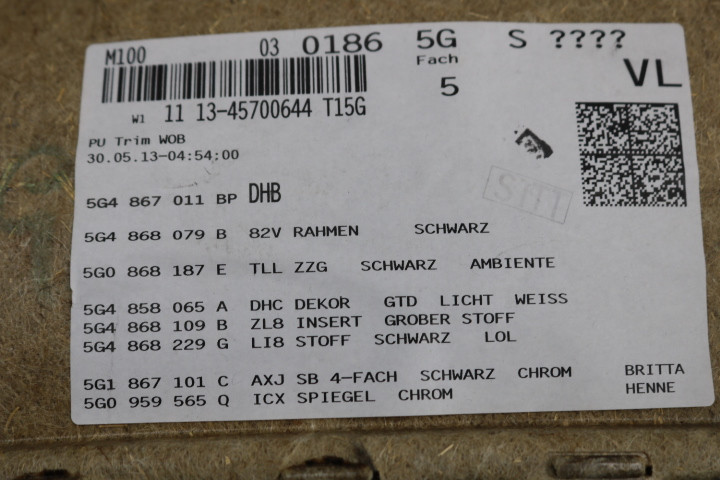 M100 03 0186 5G S ????
Fach
5 VL
W1 11 13-45700644 T15G
PU Trim WOB
30.05.13-04:54:00
5G4 867 011 BP DHB
5G4 868 079 B 82V RAHMEN SCHWARZ
5G0 868 187 E TLL ZZG SCHWARZ AMBIENTE
5G4 858 065 A DHC DEKOR GTD LICHT WEISS
5G4 868 109 B ZL8 INSERT GROBER STOFF
5G4 868 229 G LI8 STOFF SCHWARZ LOL
5G1 867 101 C AXJ SB 4-FACH SCHWARZ CHROM BRITTA
5G0 959 565 Q ICX SPIEGEL CHROM HENNE